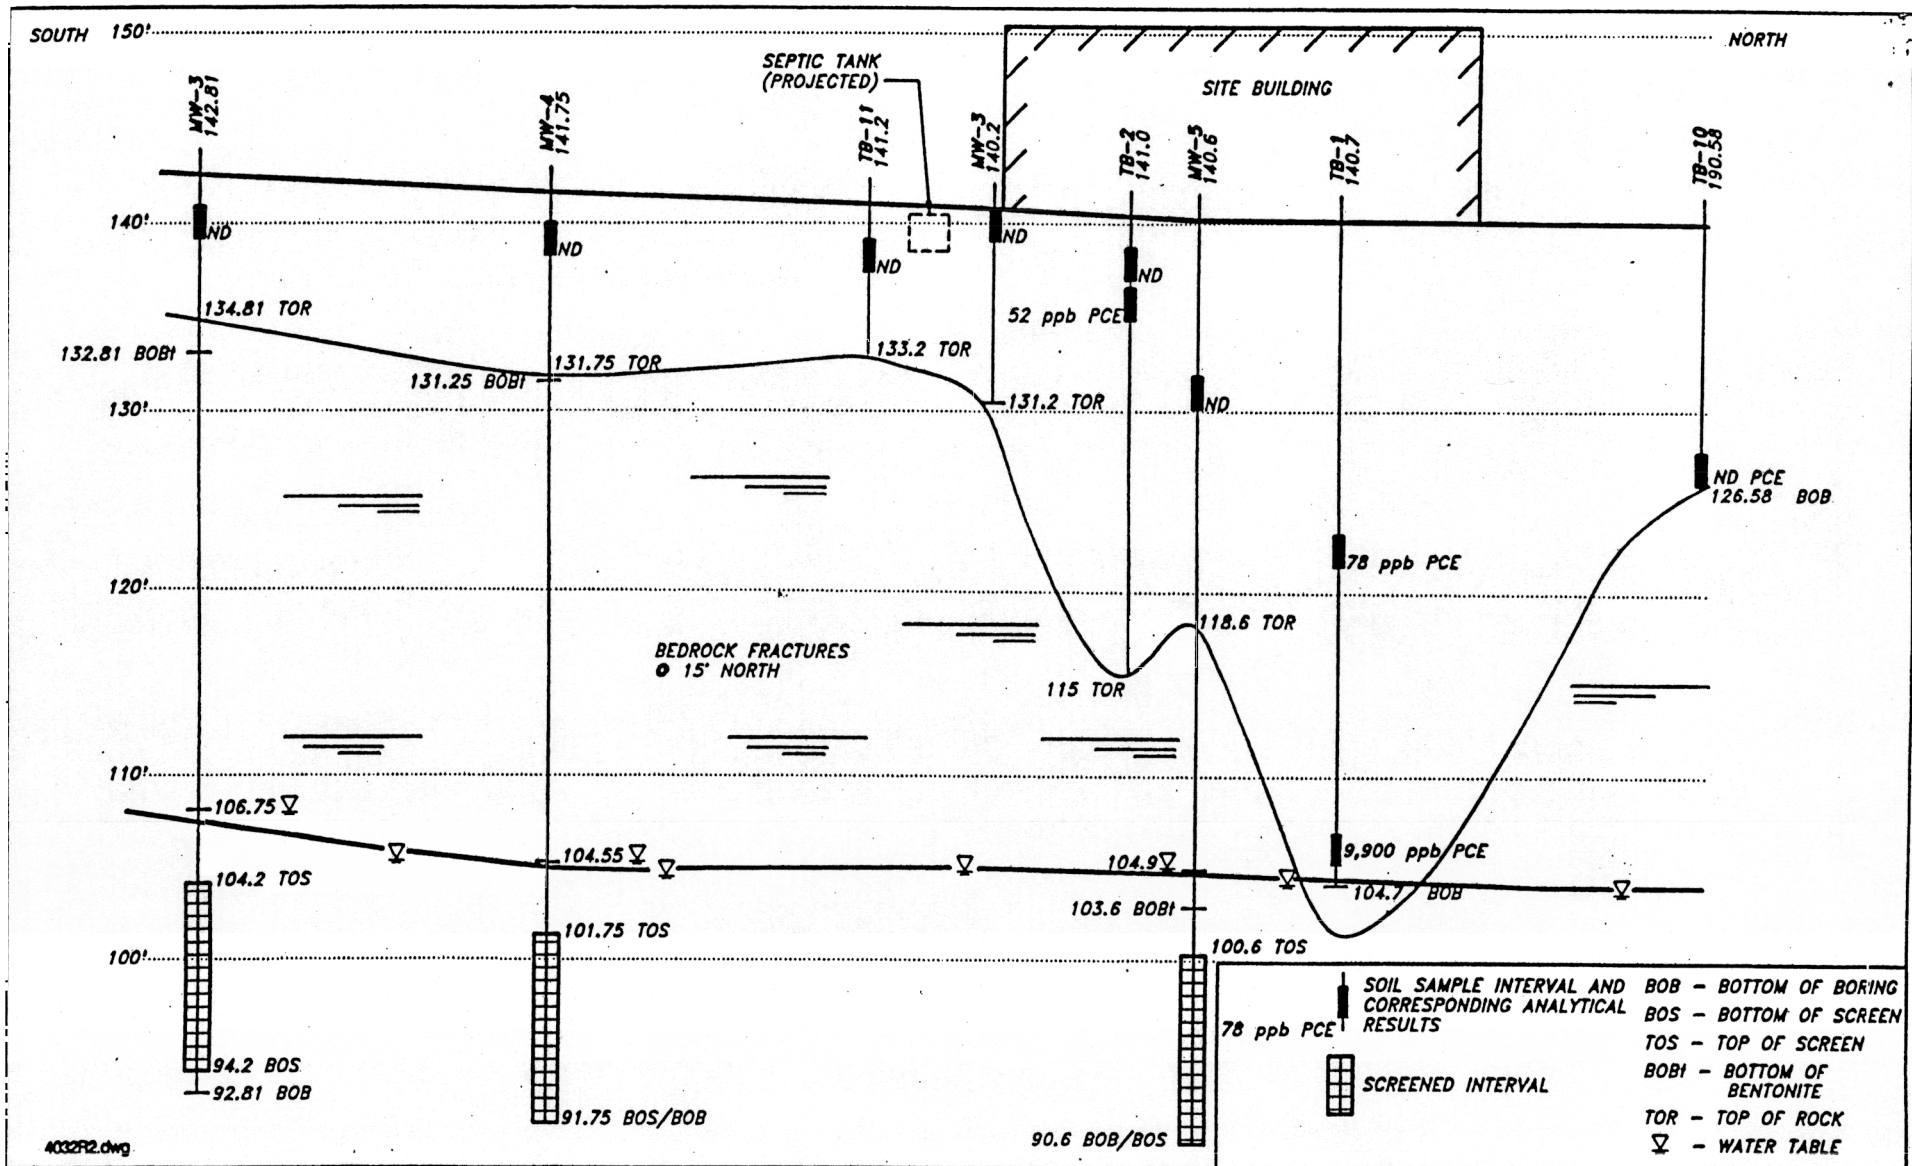 SOUTH 150'
NORTH
SEPTIC TANK
(PROJECTED)
SITE BUILDING
MW-3
142.81
MW-4
141.75
TB-11
141.2
MW-3
140.2
TB-2
141.0
MW-5
140.6
TB-1
140.7
TB-10
190.58
140'
ND
ND
ND
ND
ND
52 ppb PCE
134.81 TOR
132.81 BOBt
131.75 TOR
131.25 BOBt
133.2 TOR
131.2 TOR
ND
130'
ND PCE
126.58 BOB
78 ppb PCE
120'
118.6 TOR
BEDROCK FRACTURES
@ 15° NORTH
115 TOR
110'
106.75
104.55
104.9
9,900 ppb PCE
104.7 BOB
104.2 TOS
103.6 BOBt
101.75 TOS
100.6 TOS
100'
94.2 BOS
92.81 BOB
91.75 BOS/BOB
90.6 BOB/BOS
78 ppb PCE
SOIL SAMPLE INTERVAL AND
CORRESPONDING ANALYTICAL
RESULTS
SCREENED INTERVAL
BOB - BOTTOM OF BORING
BOS - BOTTOM OF SCREEN
TOS - TOP OF SCREEN
BOBt - BOTTOM OF
BENTONITE
TOR - TOP OF ROCK
- WATER TABLE
4032R2.dwg